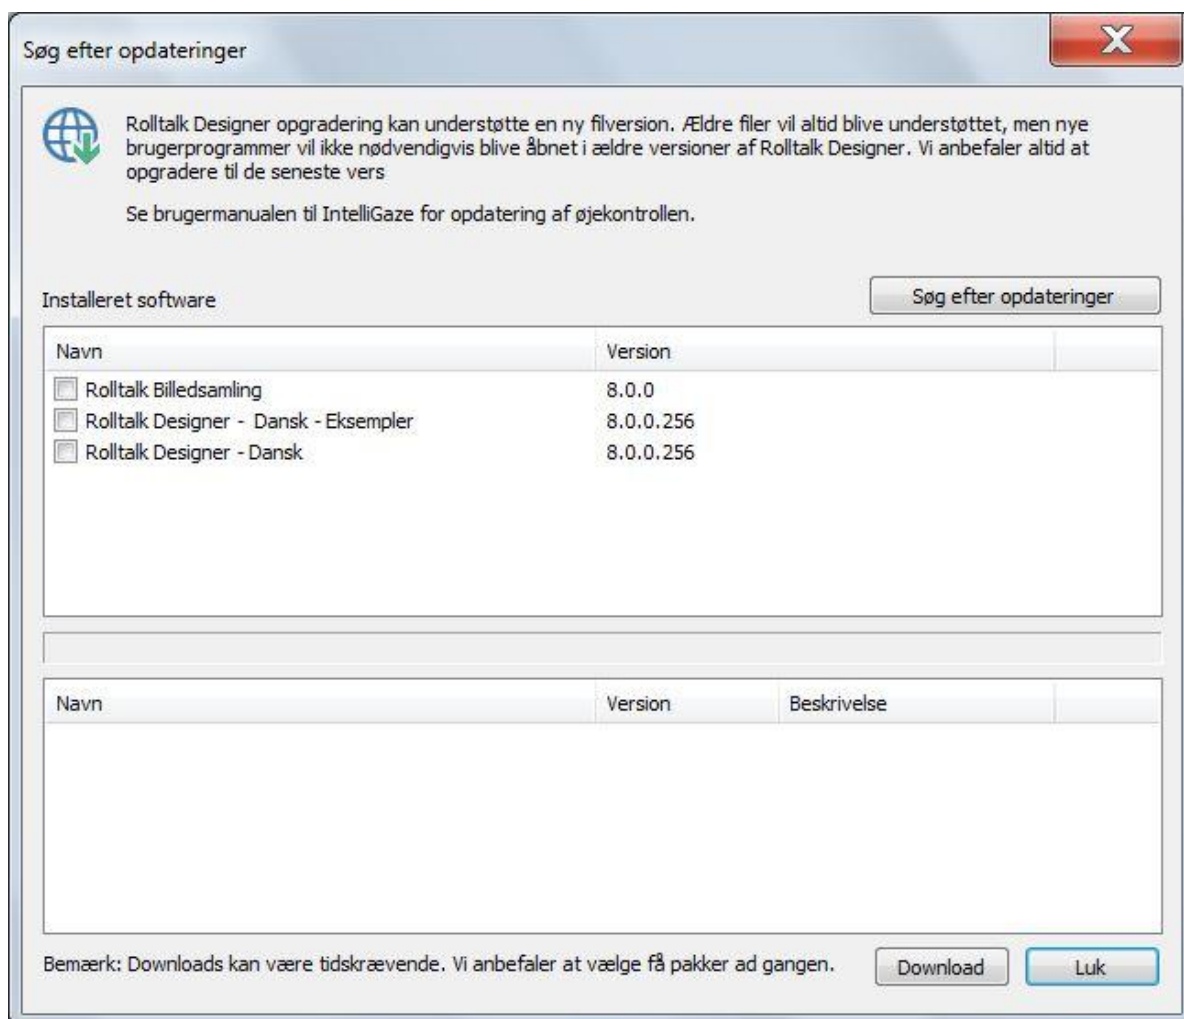 Søg efter opdateringer
Rolltalk Designer opgradering kan understøtte en ny filversion. Ældre filer vil altid blive understøttet, men nye
brugerprogrammer vil ikke nødvendigvis blive åbnet i ældre versioner af Rolltalk Designer. Vi anbefaler altid at
opgradere til de seneste vers
Se brugermanualen til IntelliGaze for opdatering af øjekontrollen.
Installeret software
Søg efter opdateringer
Navn Version
Rolltalk Billedsamling 8.0.0
Rolltalk Designer - Dansk - Eksempler 8.0.0.256
Rolltalk Designer - Dansk 8.0.0.256
Navn Version Beskrivelse
Bemærk: Downloads kan være tidskrævende. Vi anbefaler at vælge få pakker ad gangen.
Download Luk